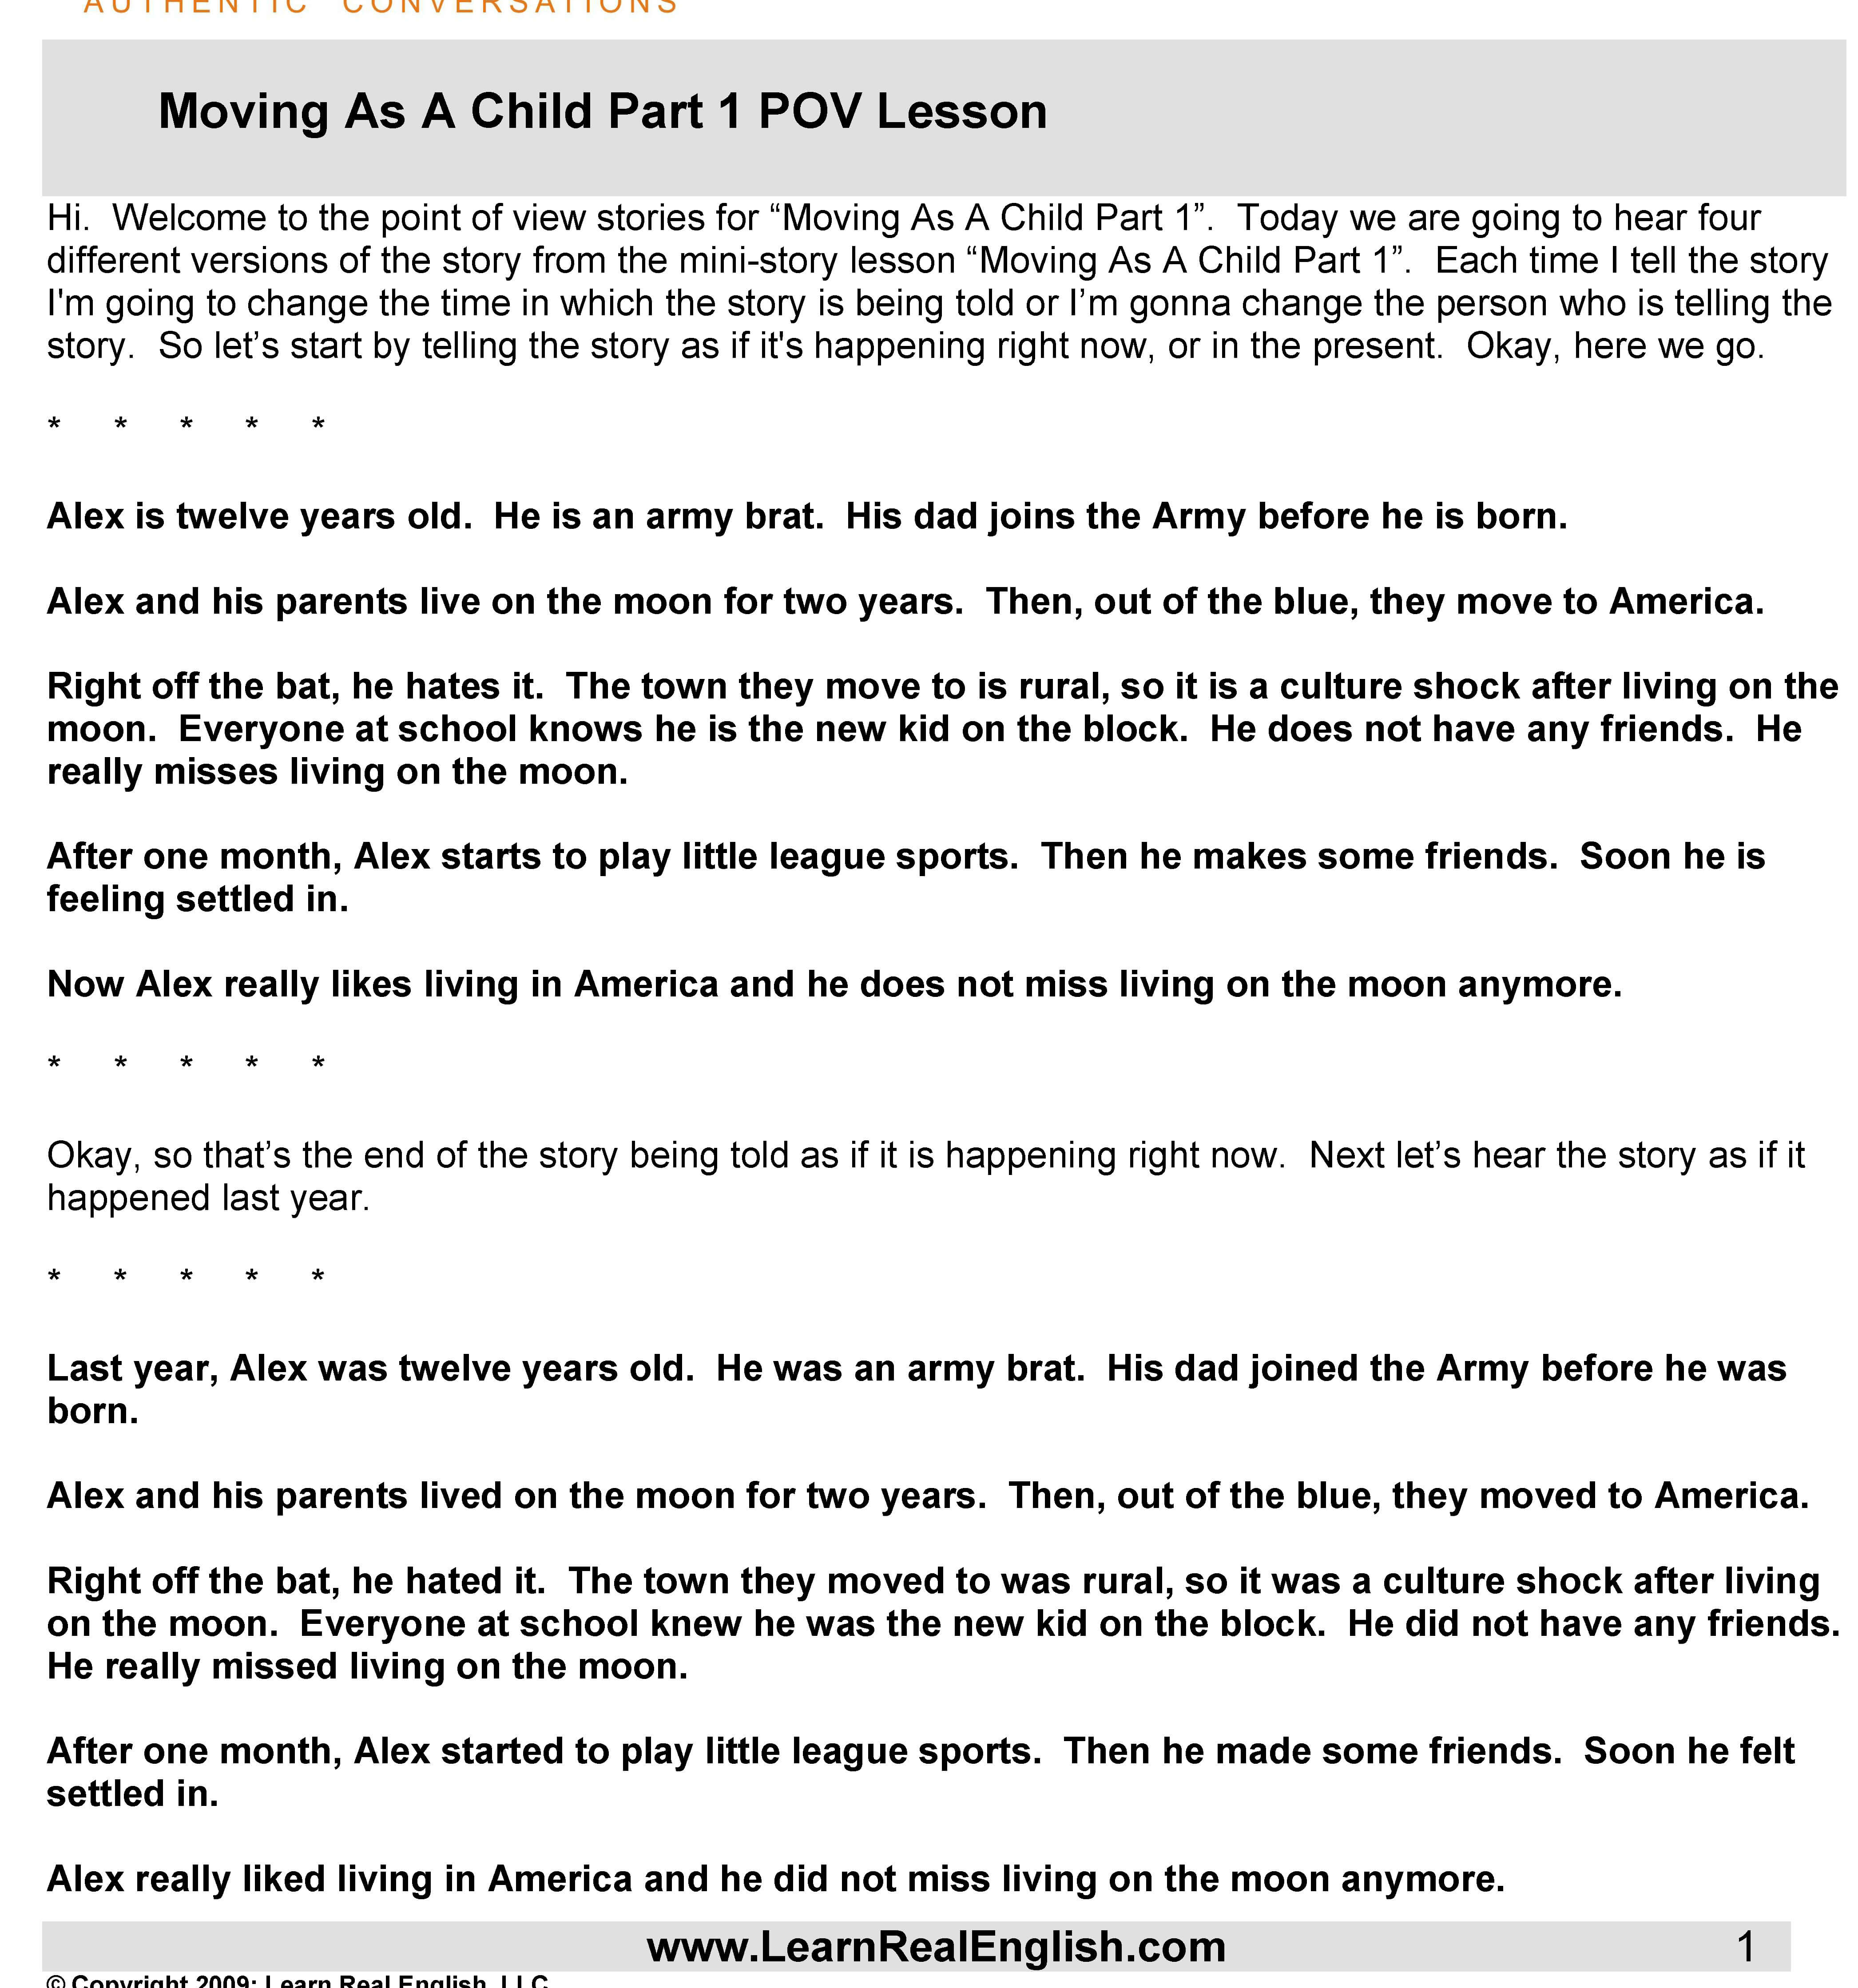 AUTHENTIC CONVERSATIONS
Moving As A Child Part 1 POV Lesson
Hi.  Welcome to the point of view stories for “Moving As A Child Part 1”.  Today we are going to hear four
different versions of the story from the mini-story lesson “Moving As A Child Part 1”.  Each time I tell the story
I'm going to change the time in which the story is being told or I’m gonna change the person who is telling the
story.  So let’s start by telling the story as if it's happening right now, or in the present.  Okay, here we go.
* * * * *
Alex is twelve years old.  He is an army brat.  His dad joins the Army before he is born.
Alex and his parents live on the moon for two years.  Then, out of the blue, they move to America.
Right off the bat, he hates it.  The town they move to is rural, so it is a culture shock after living on the
moon.  Everyone at school knows he is the new kid on the block.  He does not have any friends.  He
really misses living on the moon.
After one month, Alex starts to play little league sports.  Then he makes some friends.  Soon he is
feeling settled in.
Now Alex really likes living in America and he does not miss living on the moon anymore.
* * * * *
Okay, so that’s the end of the story being told as if it is happening right now.  Next let’s hear the story as if it
happened last year.
* * * * *
Last year, Alex was twelve years old.  He was an army brat.  His dad joined the Army before he was
born.
Alex and his parents lived on the moon for two years.  Then, out of the blue, they moved to America.
Right off the bat, he hated it.  The town they moved to was rural, so it was a culture shock after living
on the moon.  Everyone at school knew he was the new kid on the block.  He did not have any friends.
He really missed living on the moon.
After one month, Alex started to play little league sports.  Then he made some friends.  Soon he felt
settled in.
Alex really liked living in America and he did not miss living on the moon anymore.
www.LearnRealEnglish.com 1
© Copyright 2009: Learn Real English, LLC